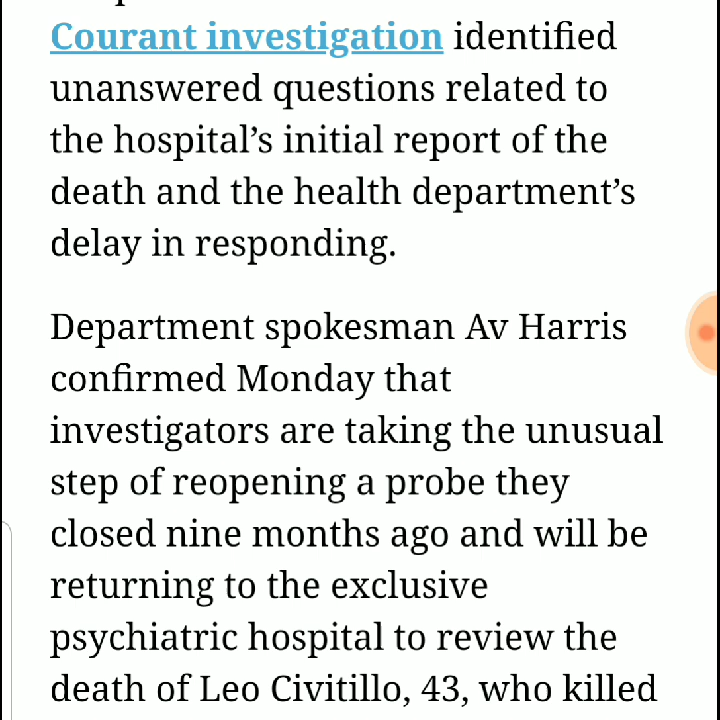 Courant investigation identified
unanswered questions related to
the hospital’s initial report of the
death and the health department’s
delay in responding.
Department spokesman Av Harris
confirmed Monday that
investigators are taking the unusual
step of reopening a probe they
closed nine months ago and will be
returning to the exclusive
psychiatric hospital to review the
death of Leo Civitillo, 43, who killed